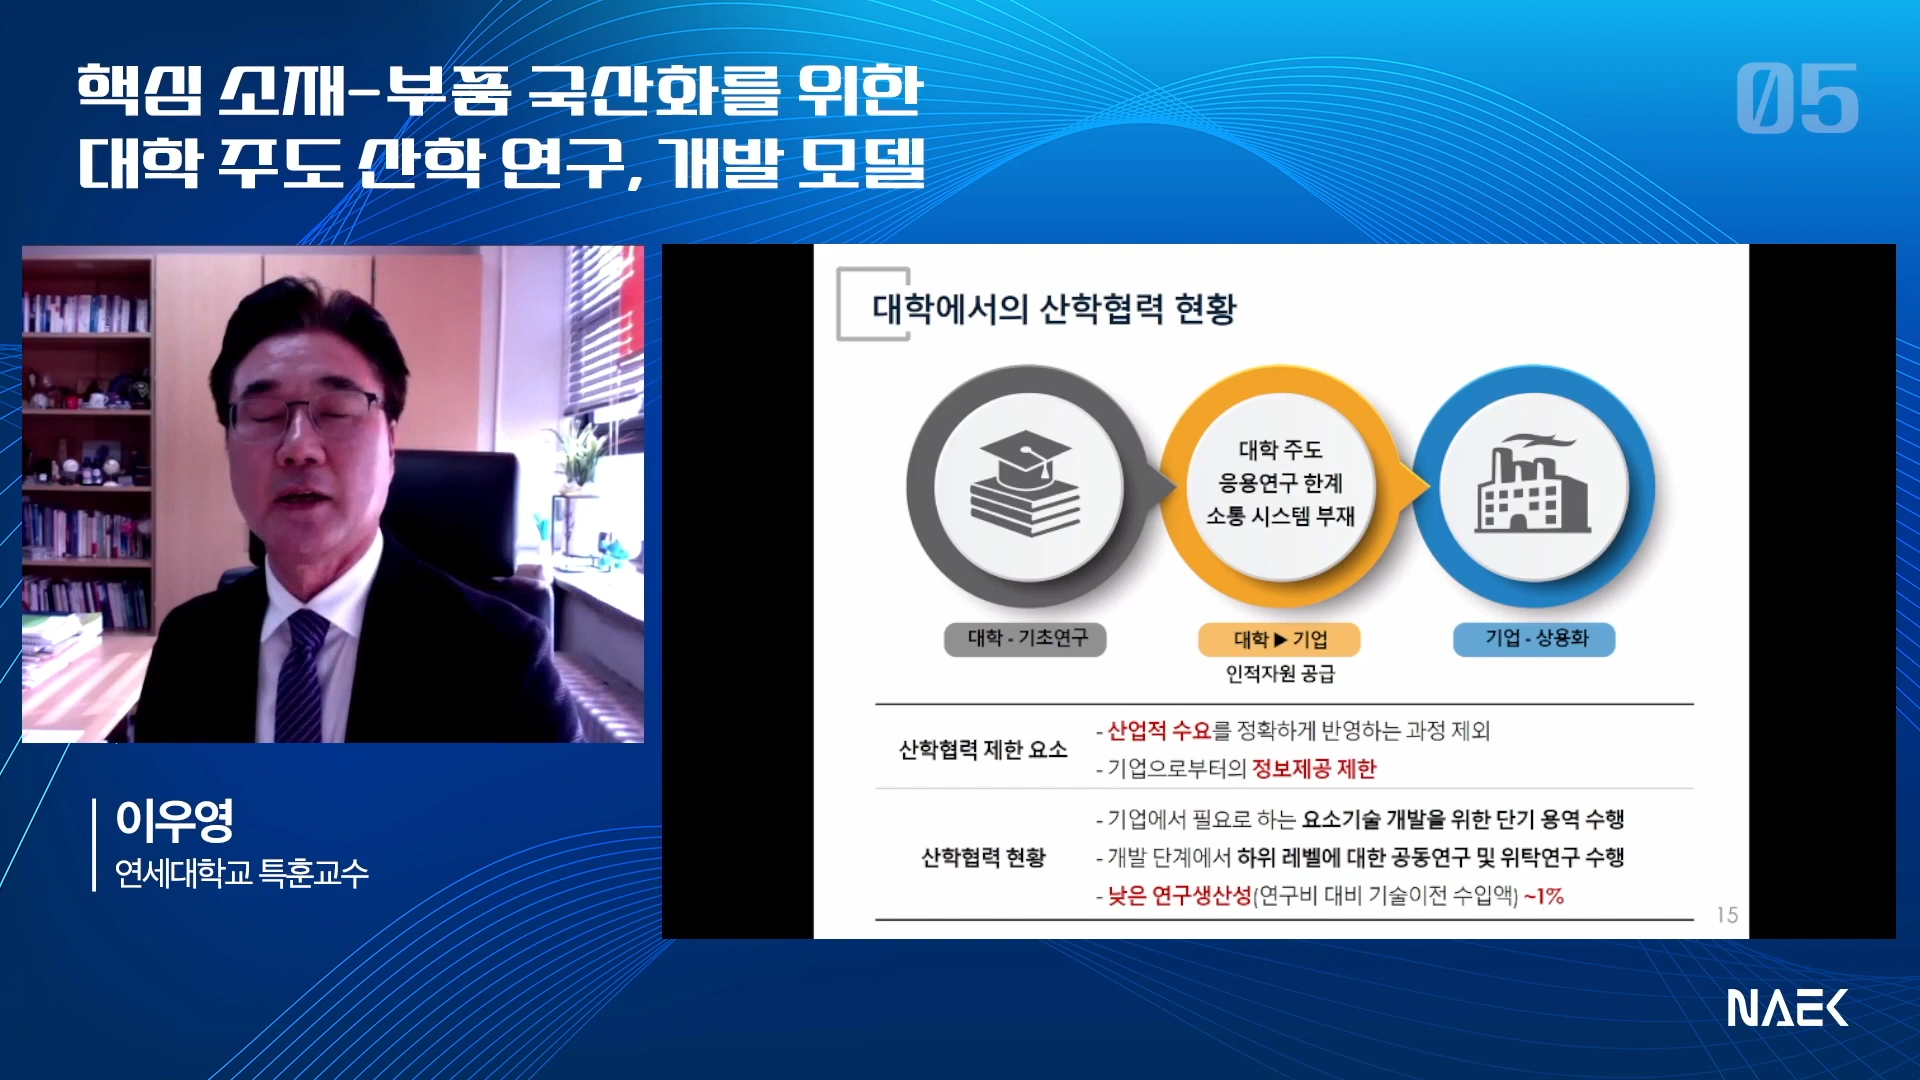 핵심 소재-부품 국산화를 위한
대학 주도 산학 연구, 개발 모델
05
대학에서의 산학협력 현황
대학 주도
응용연구 한계
소통 시스템 부재
대학 - 기초연구
대학 ▶ 기업
인적자원 공급
기업 - 상용화
산학협력 제한 요소
- 산업적 수요를 정확하게 반영하는 과정 제외
- 기업으로부터의 정보제공 제한
산학협력 현황
- 기업에서 필요로 하는 요소기술 개발을 위한 단기 용역 수행
- 개발 단계에서 하위 레벨에 대한 공동연구 및 위탁연구 수행
- 낮은 연구생산성(연구비 대비 기술이전 수입액) ~1%
15
이우영
연세대학교 특훈교수
NAEK